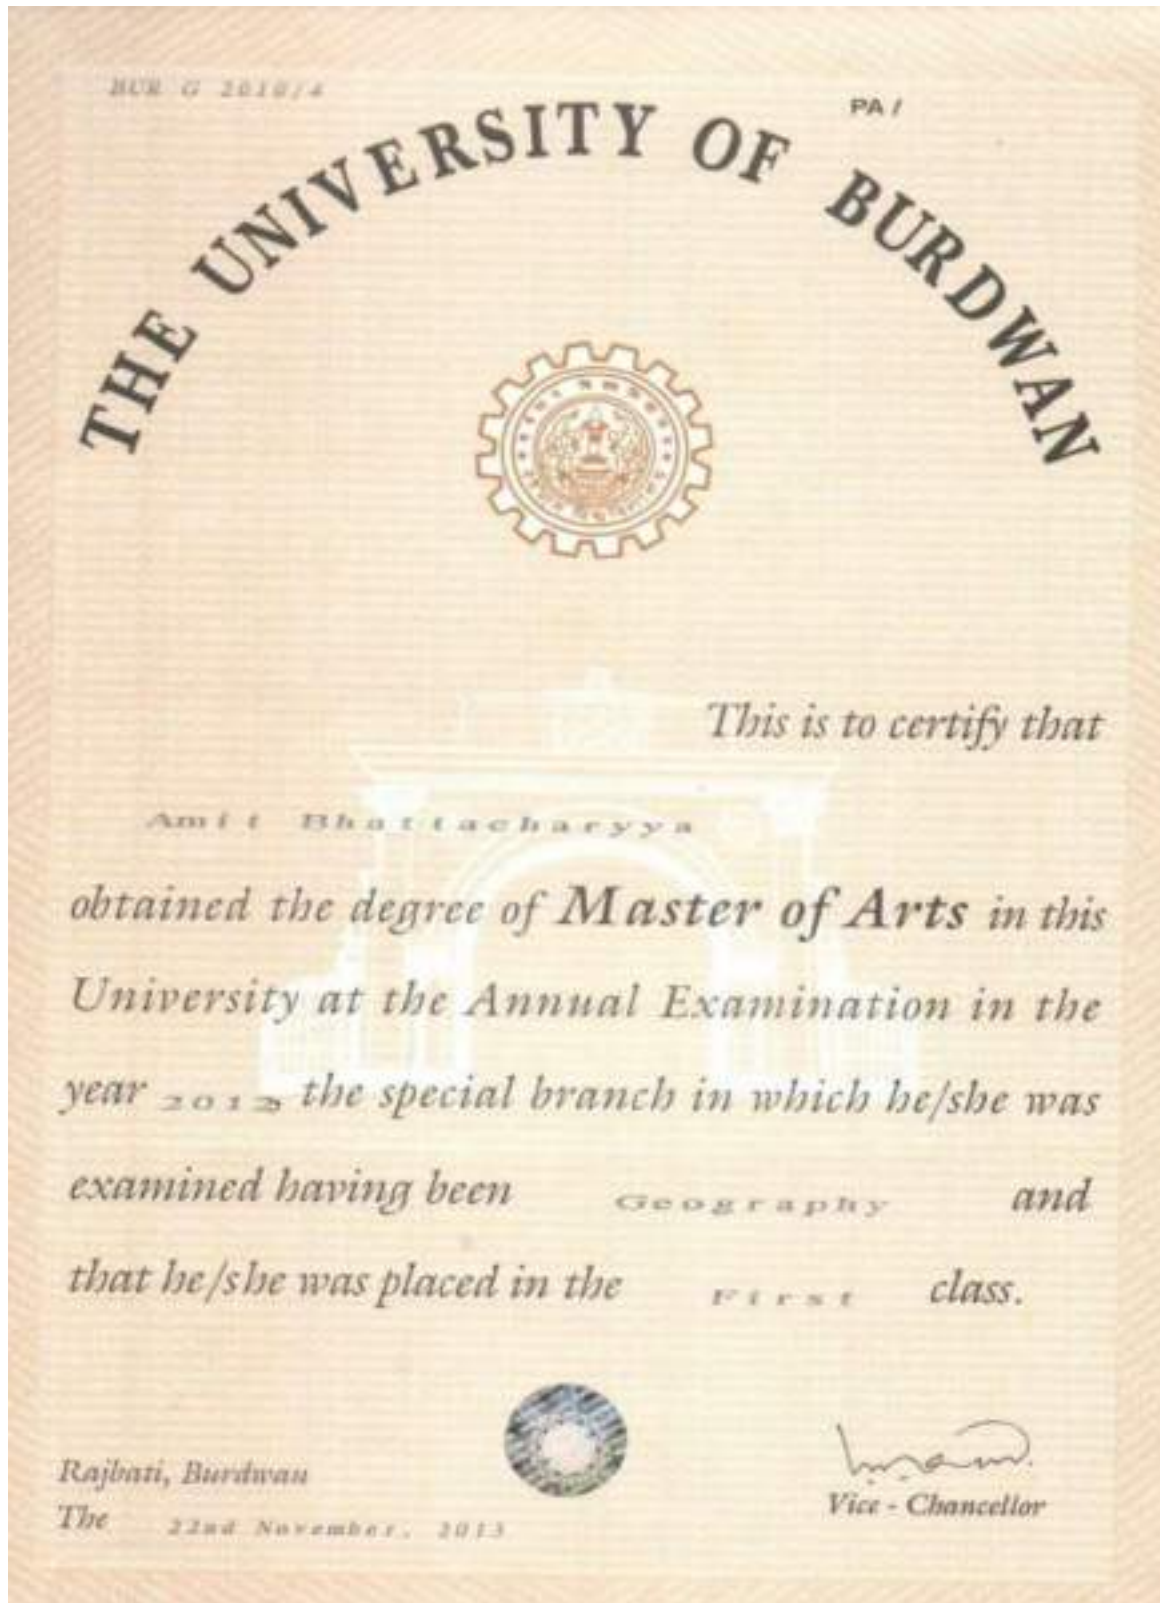 BUR G 2010/4
PA /
THE UNIVERSITY OF BURDWAN
This is to certify that
Amit Bhattacharyya
obtained the degree of Master of Arts in this
University at the Annual Examination in the
year the special branch in which he/she was
examined having been Geography and
that he/she was placed in the First class.
Rajbati, Burdwan
Vice - Chancellor
The 22nd November, 2013